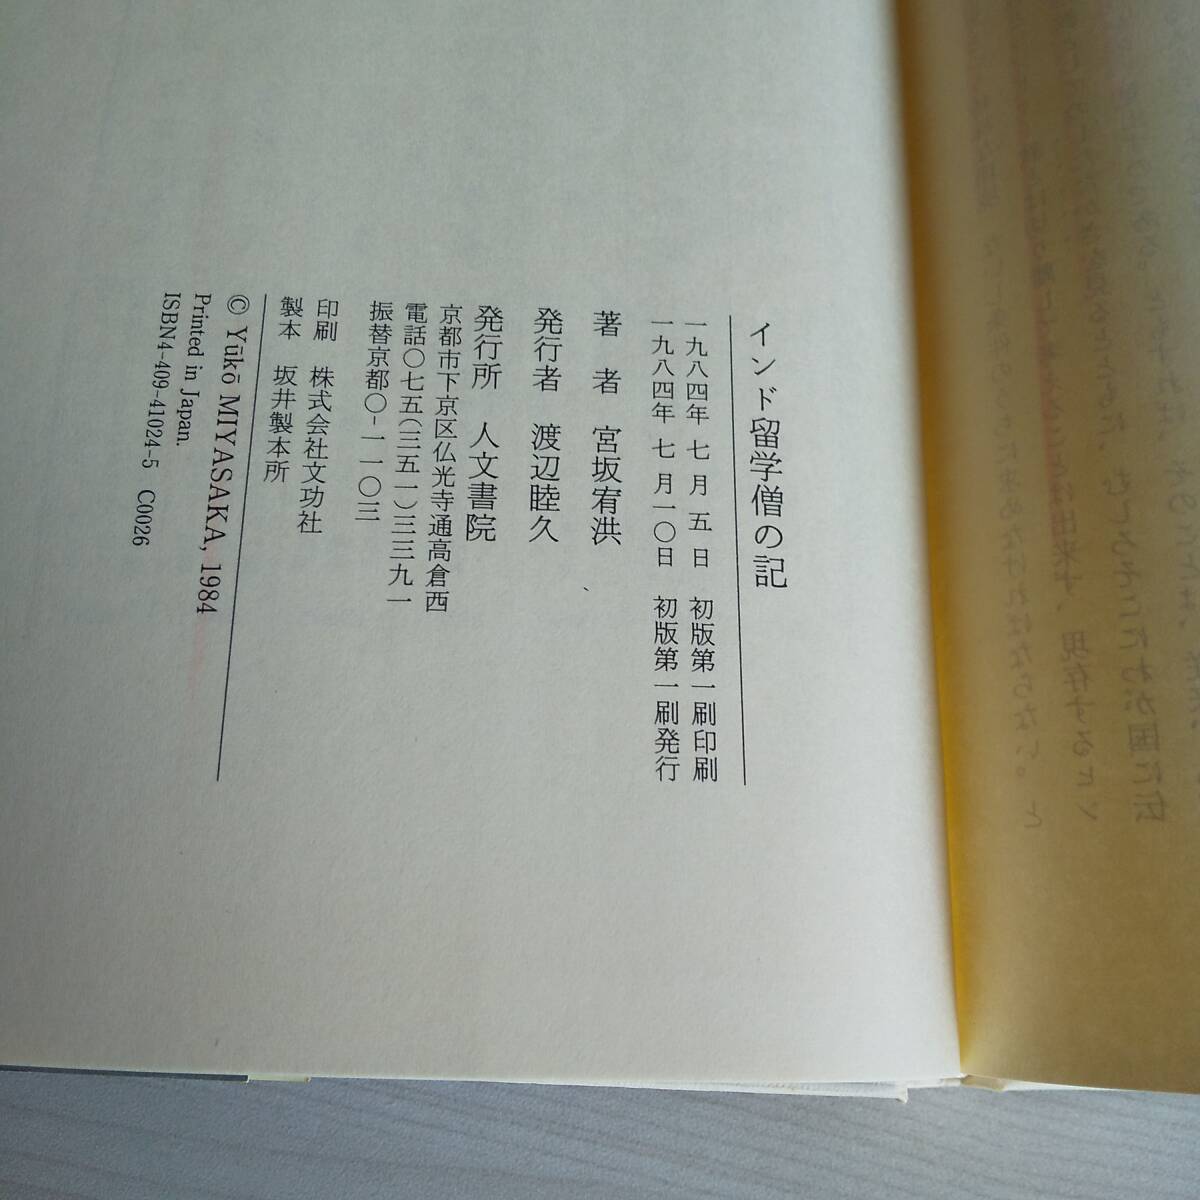 インド留学僧の記
一九八四年 七月 五日 初版第一刷印刷
一九八四年 七月一〇日 初版第一刷発行
著 者 宮坂宥洪
発行者 渡辺睦久
発行所 人文書院
京都市下京区仏光寺通高倉西
電話〇七五(三五一)三三九一
振替京都〇-一一〇三
印刷 株式会社文功社
製本 坂井製本所
© Yūkō MIYASAKA, 1984
Printed in Japan.
ISBN4-409-41024-5 C0026